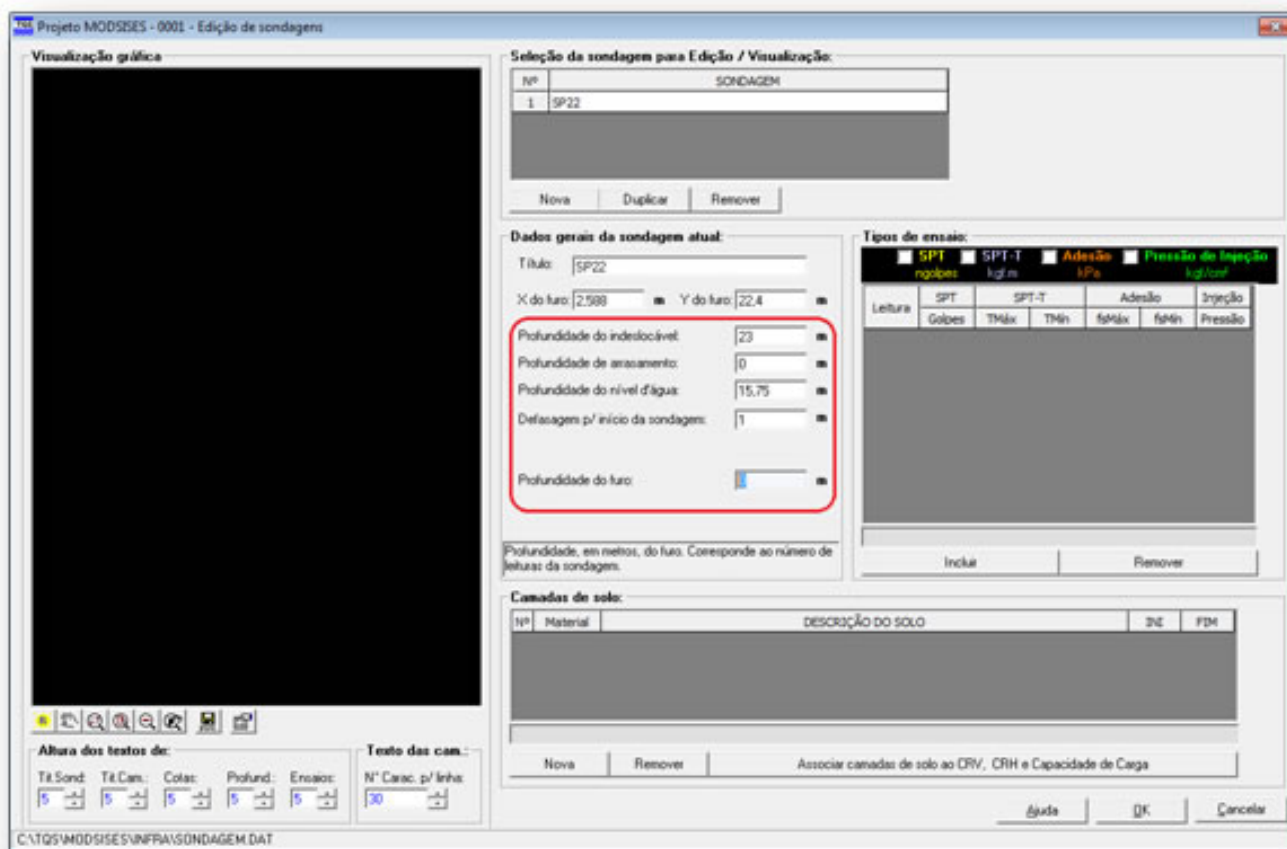 TQS Projeto MODSISES - 0001 - Edição de sondagens
Visualização gráfica
Altura dos textos de:
Tít.Sond: Tít.Cam.: Cotas: Profund.: Ensaios:
5 5 5 5 5
Texto das cam.:
N° Carac. p/ linha:
30
Seleção da sondagem para Edição / Visualização:
Nº SONDAGEM
1 SP22
Nova Duplicar Remover
Dados gerais da sondagem atual:
Título: SP22
X do furo: 2,588 m Y do furo: 22,4 m
Profundidade do indeslocável: 23 m
Profundidade de arrasamento: 0 m
Profundidade do nível d'água: 15,75 m
Defasagem p/ início da sondagem: 1 m
Profundidade do furo: 0 m
Profundidade, em metros, do furo. Corresponde ao número de
leituras da sondagem.
Tipos de ensaio:
SPT SPT-T Adesão Pressão de Injeção
ngolpes kgf.m kPa kgf/cm²
Leitura SPT SPT-T Adesão Injeção
Golpes TMáx TMín fsMáx fsMín Pressão
Incluir Remover
Camadas de solo:
Nº Material DESCRIÇÃO DO SOLO INI FIM
Nova Remover Associar camadas de solo ao CRV, CRH e Capacidade de Carga
Ajuda OK Cancelar
C:\TQS\MODSISES\INFRA\SONDAGEM.DAT